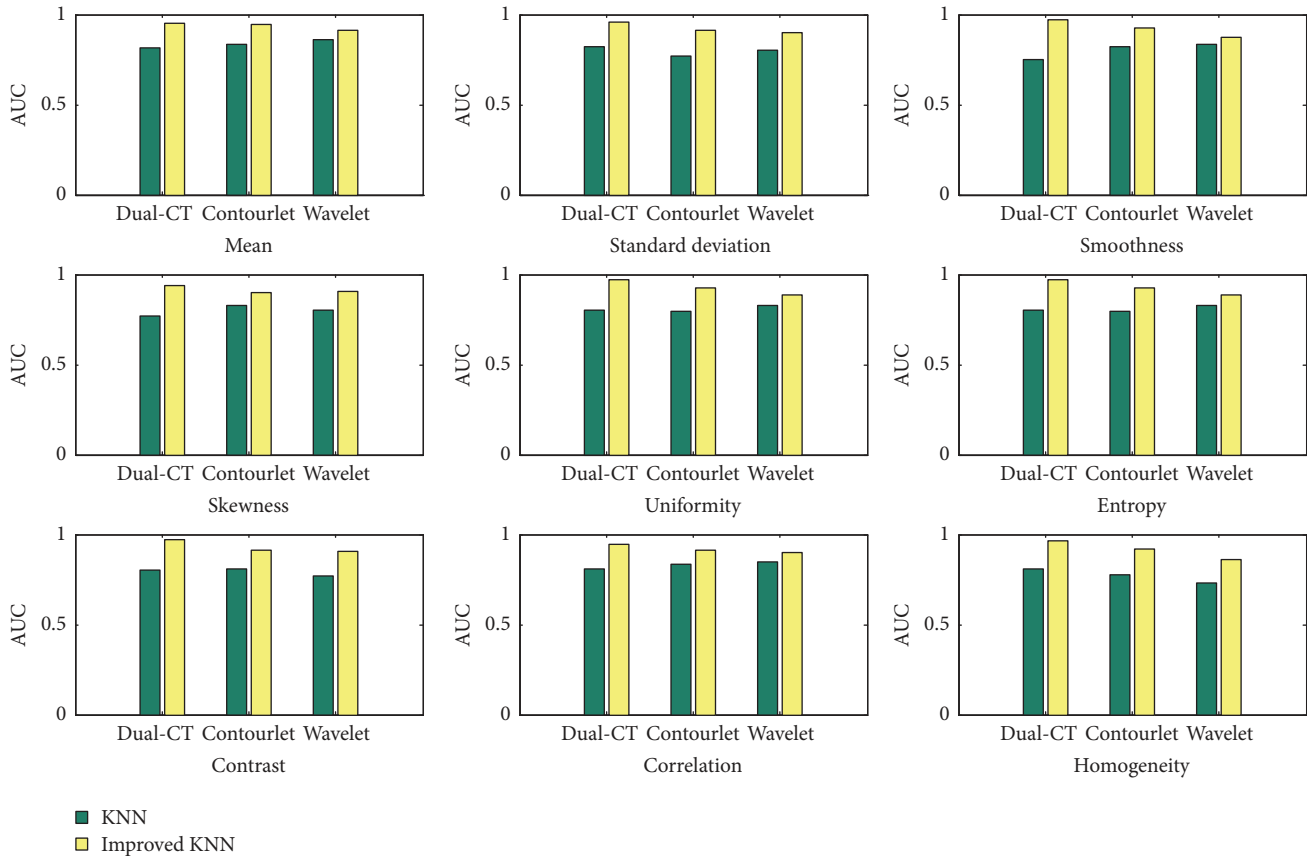 1
0.5
0
AUC
Dual-CT Contourlet Wavelet
Mean
1
0.5
0
AUC
Dual-CT Contourlet Wavelet
Standard deviation
1
0.5
0
AUC
Dual-CT Contourlet Wavelet
Smoothness
1
0.5
0
AUC
Dual-CT Contourlet Wavelet
Skewness
1
0.5
0
AUC
Dual-CT Contourlet Wavelet
Uniformity
1
0.5
0
AUC
Dual-CT Contourlet Wavelet
Entropy
1
0.5
0
AUC
Dual-CT Contourlet Wavelet
Contrast
1
0.5
0
AUC
Dual-CT Contourlet Wavelet
Correlation
1
0.5
0
AUC
Dual-CT Contourlet Wavelet
Homogeneity
KNN
Improved KNN